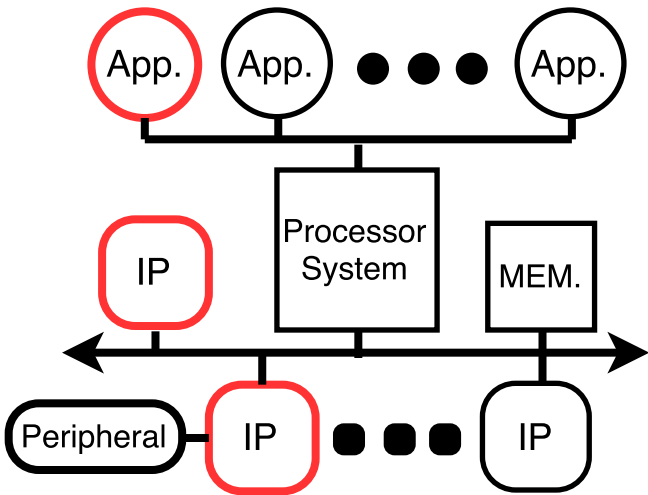 App.
App.
App.
Processor
System
IP
MEM.
Peripheral
IP
IP